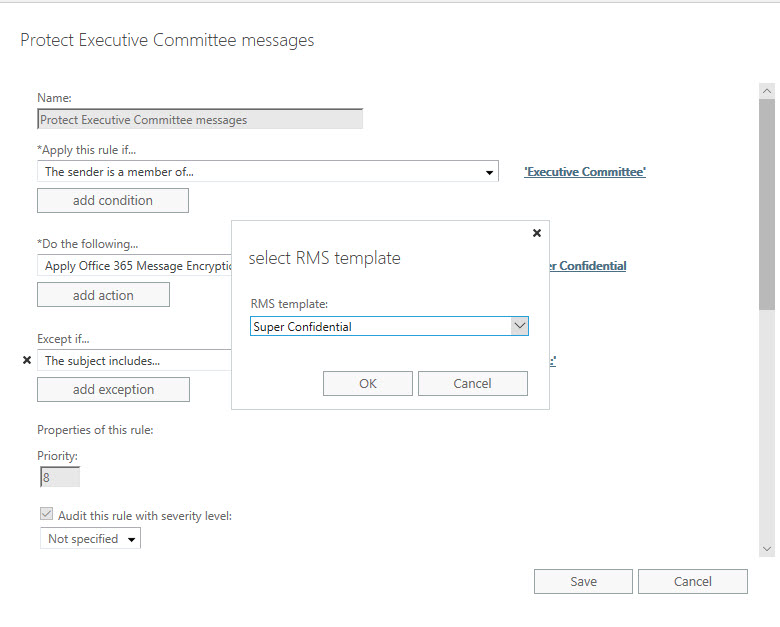 Protect Executive Committee messages
Name:
Protect Executive Committee messages
*Apply this rule if...
The sender is a member of...
'Executive Committee'
add condition
*Do the following...
Apply Office 365 Message
Confidential
add action
Except if...
The subject includes...
add exception
select RMS template
RMS template:
Super Confidential
OK Cancel
Properties of this rule:
Priority:
8
Audit this rule with severity level:
Not specified
Save Cancel